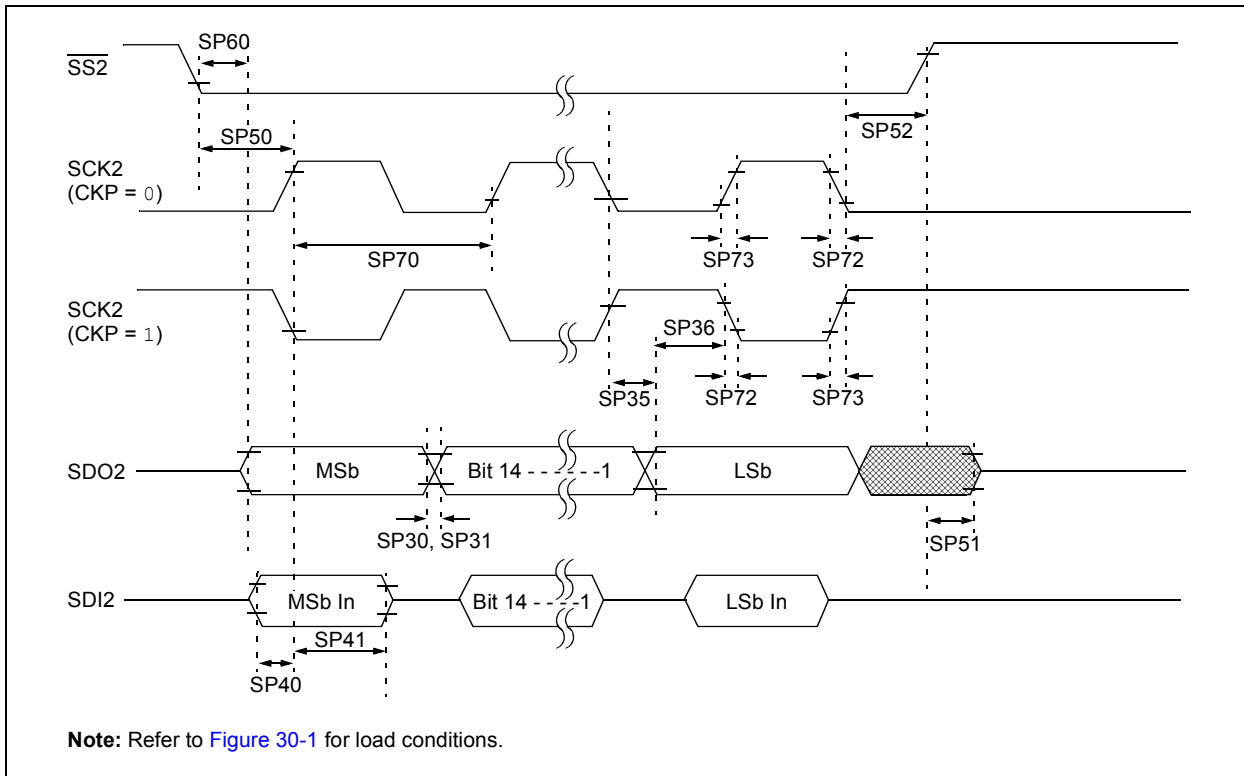 SP60
SS2
SP50
SP52
SCK2
(CKP = 0)
SP70
SP73
SP72
SCK2
(CKP = 1)
SP36
SP35
SP72
SP73
SDO2
MSb
Bit 14 - - - - - -1
LSb
SP30, SP31
SP51
SDI2
MSb In
Bit 14 - - - -1
LSb In
SP41
SP40
Note: Refer to Figure 30-1 for load conditions.